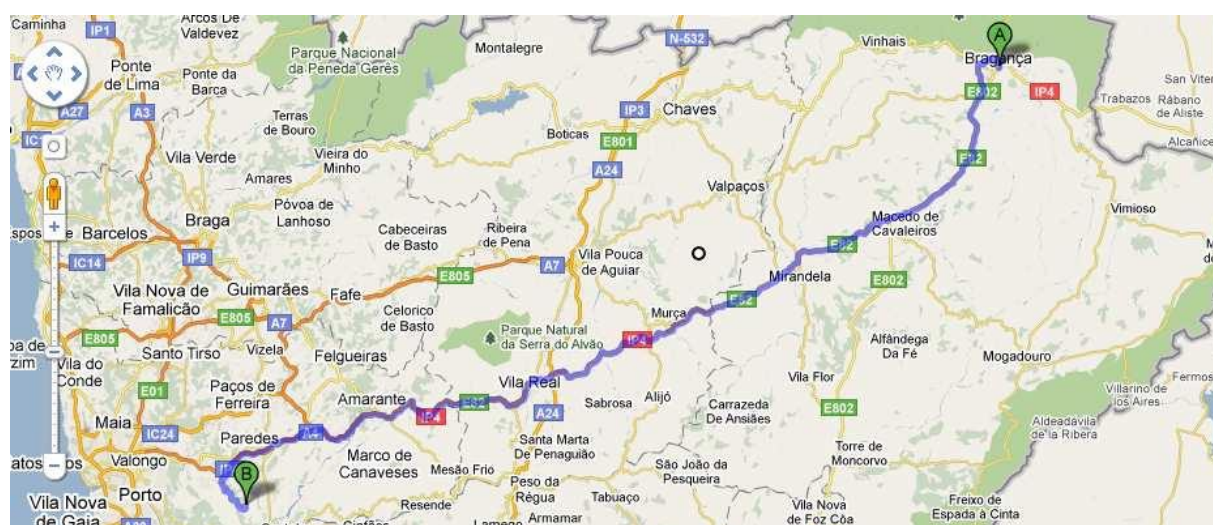 Caminha
IP1
Arcos De
Valdevez
Parque Nacional
da Peneda Gerês
Montalegre
N-532
Vinhais
A
Bragança
Ponte
de Lima
Ponte da
Barca
A27
A3
Terras
de Bouro
IP3
Chaves
E802
IP4
San Viter
Trabazos
Rábano
de Aliste
Boticas
E801
Alcañice
Vila Verde
Vieira do
Minho
A24
E82
Amares
Póvoa de
Lanhoso
Valpaços
Vimioso
Braga
Barcelos
Cabeceiras
de Basto
Ribeira
de Pena
Macedo de
Cavaleiros
IC14
IP9
A7
Vila Pouca
de Aguiar
E82
E805
Mirandela
E802
Vila Nova de
Famalicão
Guimarães
Fafe
E82
E805
E805
A7
Celorico
de Basto
Murça
Parque Natural
da Serra do Alvão
IP4
Alfândega
Da Fé
Mogadouro
Santo Tirso
Vizela
Felgueiras
Vila do
Conde
E01
Paços de
Ferreira
Vila Real
Vila Flor
Villarino de
los Aires
Fermos
Amarante
E82
IP4
A24
Sabrosa
Alijó
Carrazeda
De Ansiães
E802
Aldeadávila
de la Ribera
Maia
IC24
Paredes
A4
Santa Marta
De Penaguião
Torre de
Moncorvo
Valongo
B
Marco de
Canaveses
Mesão Frio
Peso da
Régua
São João da
Pesqueira
Tabuaço
Vila Nova
de Gaia
Porto
Resende
Vila Nova
de Foz Côa
Freixo de
Espada à Cinta
Lamego
Armamar